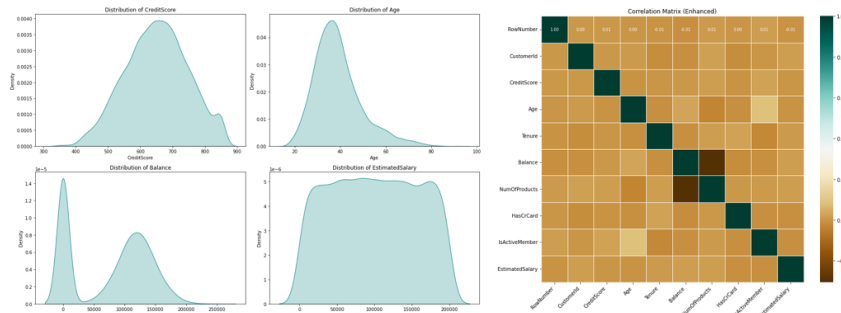 Distribution of CreditScore
Density
0.0040
0.0035
0.0030
0.0025
0.0020
0.0015
0.0010
0.0005
0.0000
300
400
500
600
700
800
900
CreditScore
Distribution of Age
Density
0.04
0.03
0.02
0.01
0.00
20
40
60
80
100
Age
Distribution of Balance
1e-5
Density
1.4
1.2
1.0
0.8
0.6
0.4
0.2
0.0
0
50000
100000
150000
200000
250000
Distribution of EstimatedSalary
1e-6
Density
5
4
3
2
1
0
0
50000
100000
150000
200000
Correlation Matrix (Enhanced)
RowNumber
CustomerId
CreditScore
Age
Tenure
Balance
NumOfProducts
HasCrCard
IsActiveMember
EstimatedSalary
1.00
RowNumber
CustomerId
CreditScore
Age
Tenure
Balance
HasCrCard